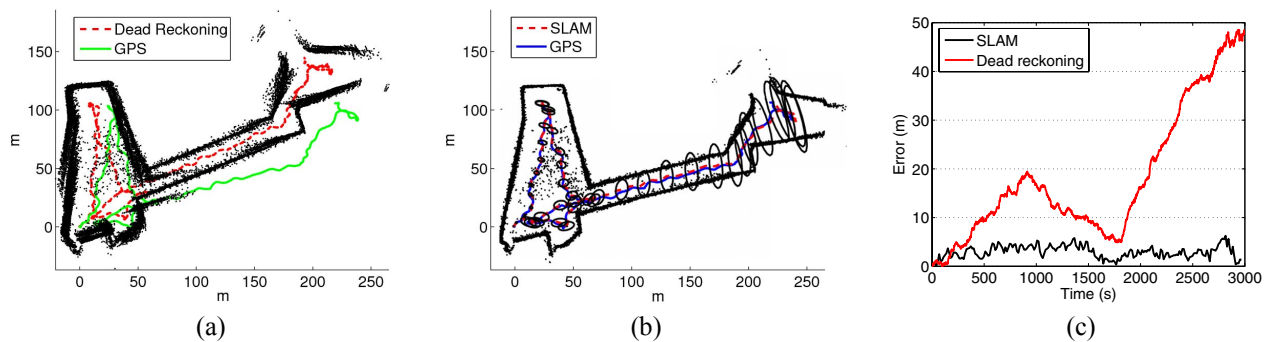 Dead Reckoning
GPS
150
100
50
0
m
0 50 100 150 200 250
m
(a)
SLAM
GPS
150
100
50
0
m
0 50 100 150 200 250
m
(b)
SLAM
Dead reckoning
50
40
30
20
10
0
Error (m)
0 500 1000 1500 2000 2500 3000
Time (s)
(c)